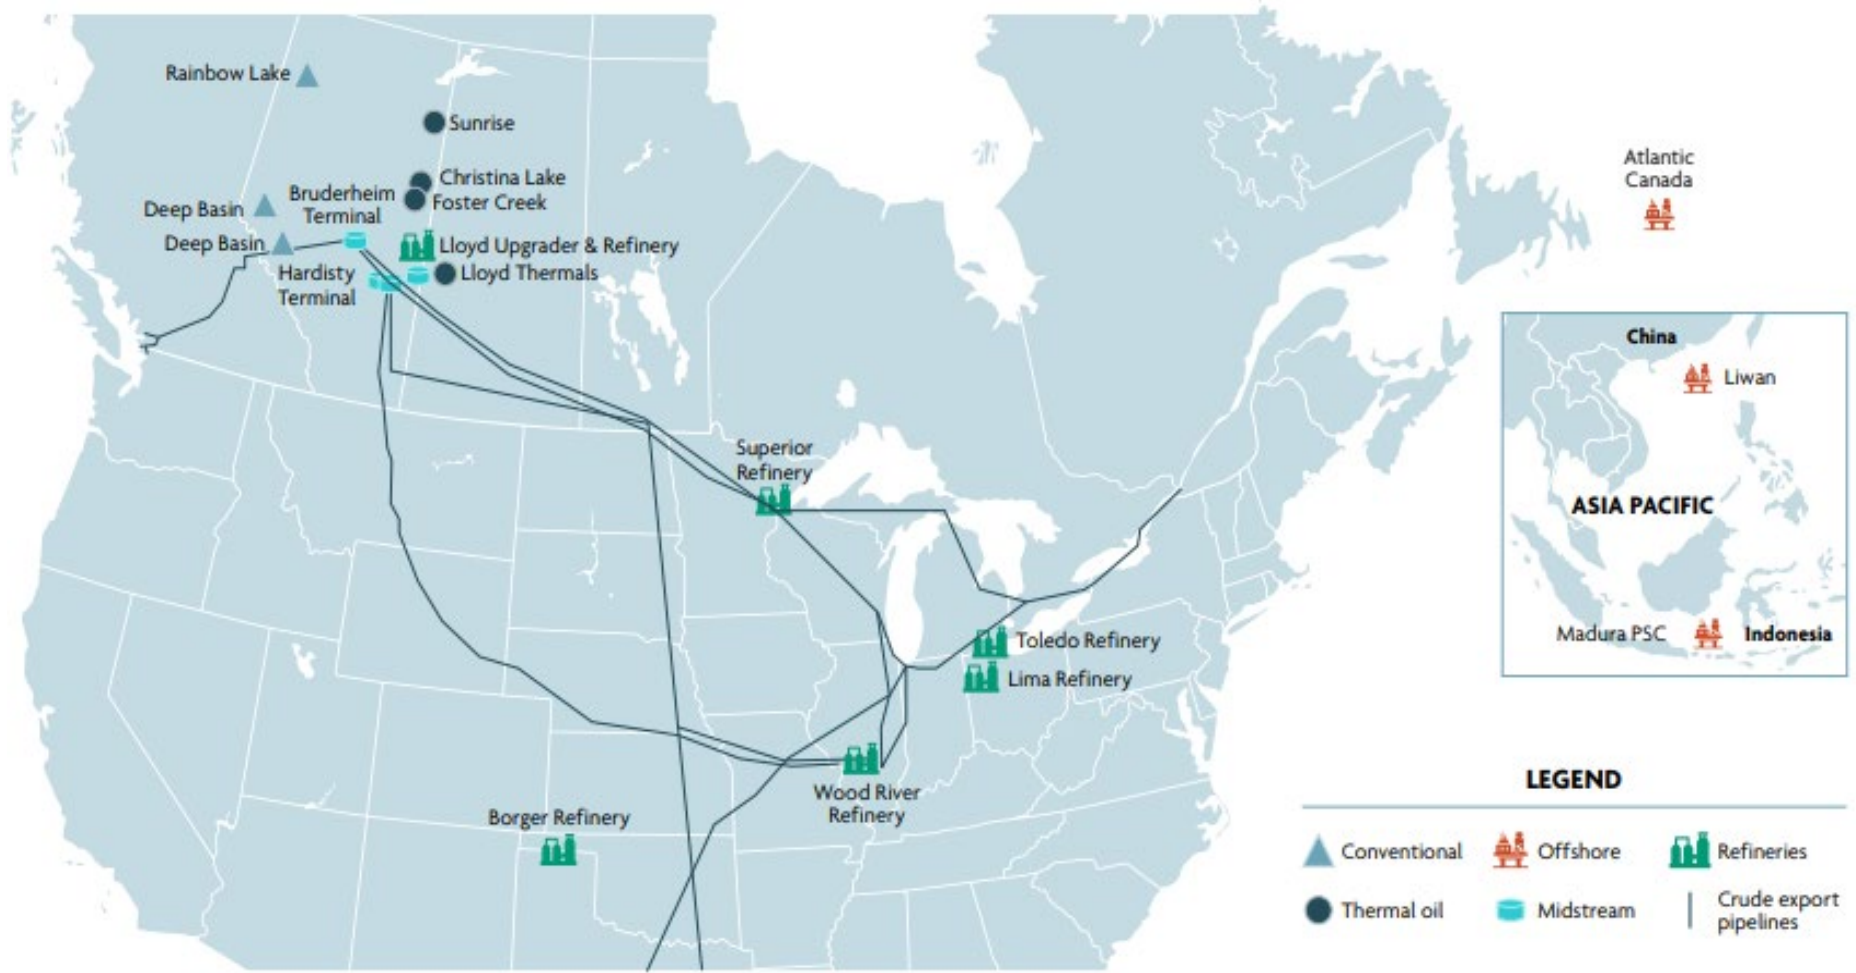 Rainbow Lake
Sunrise
Christina Lake
Foster Creek
Deep Basin
Bruderheim
Terminal
Deep Basin
Lloyd Upgrader & Refinery
Hardisty
Terminal
Lloyd Thermals
Atlantic
Canada
China
Liwan
ASIA PACIFIC
Madura PSC
Indonesia
Superior
Refinery
Toledo Refinery
Lima Refinery
Wood River
Refinery
Borger Refinery
LEGEND
Conventional
Offshore
Refineries
Thermal oil
Midstream
Crude export
pipelines